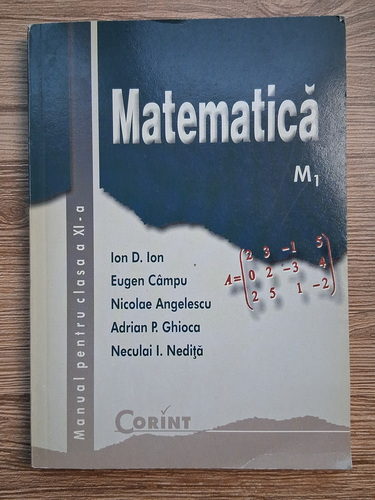 Matematică
M1
Ion D. Ion
Eugen Câmpu
Nicolae Angelescu
Adrian P. Ghioca
Neculai I. Nediță
A=(2 3 -1 5
0 2 -3 4
2 5 1 -2)
Manual pentru clasa a XI-a
CORINT